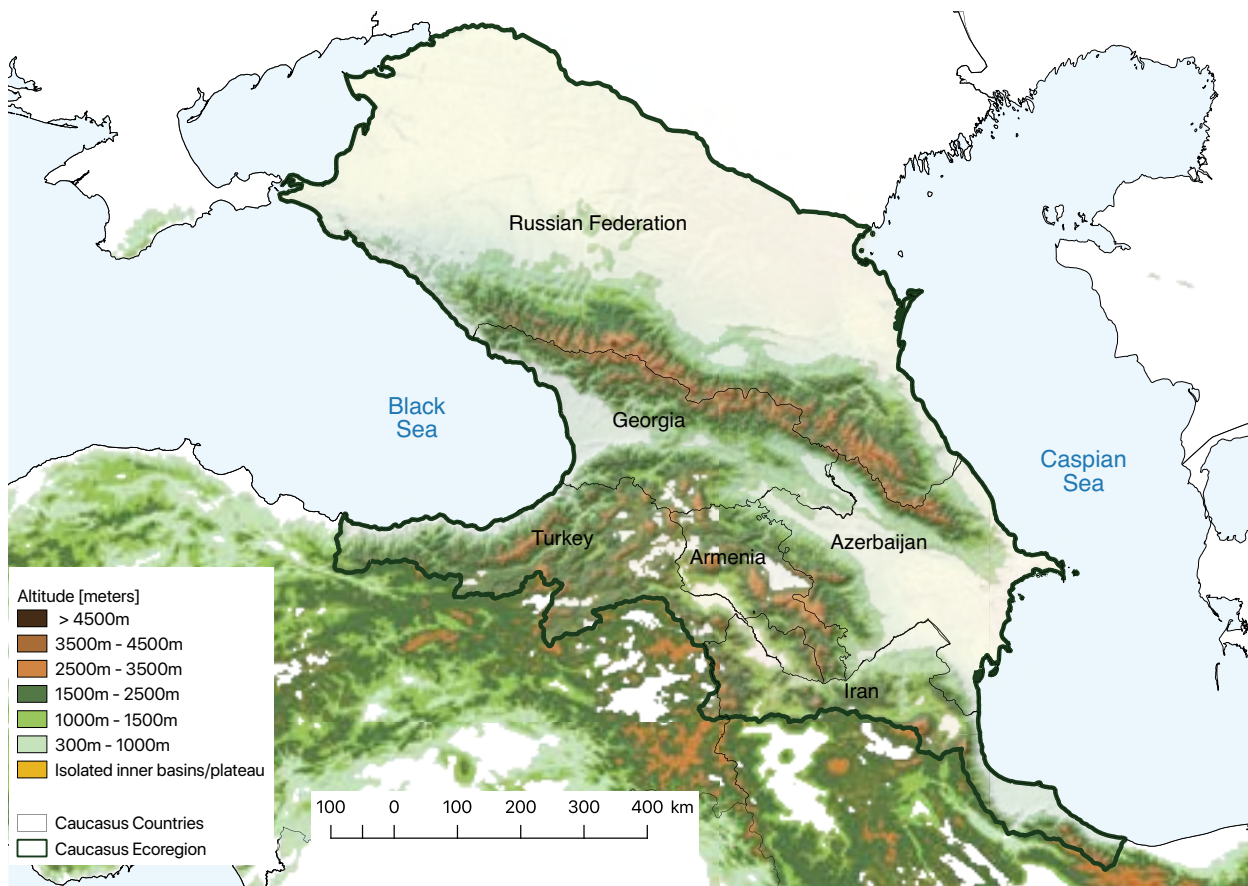 Russian Federation
Georgia
Black
Sea
Caspian
Sea
Turkey
Armenia
Azerbaijan
Iran
Altitude [meters]
> 4500m
3500m - 4500m
2500m - 3500m
1500m - 2500m
1000m - 1500m
300m - 1000m
Isolated inner basins/plateau
Caucasus Countries
Caucasus Ecoregion
100 0 100 200 300 400 km